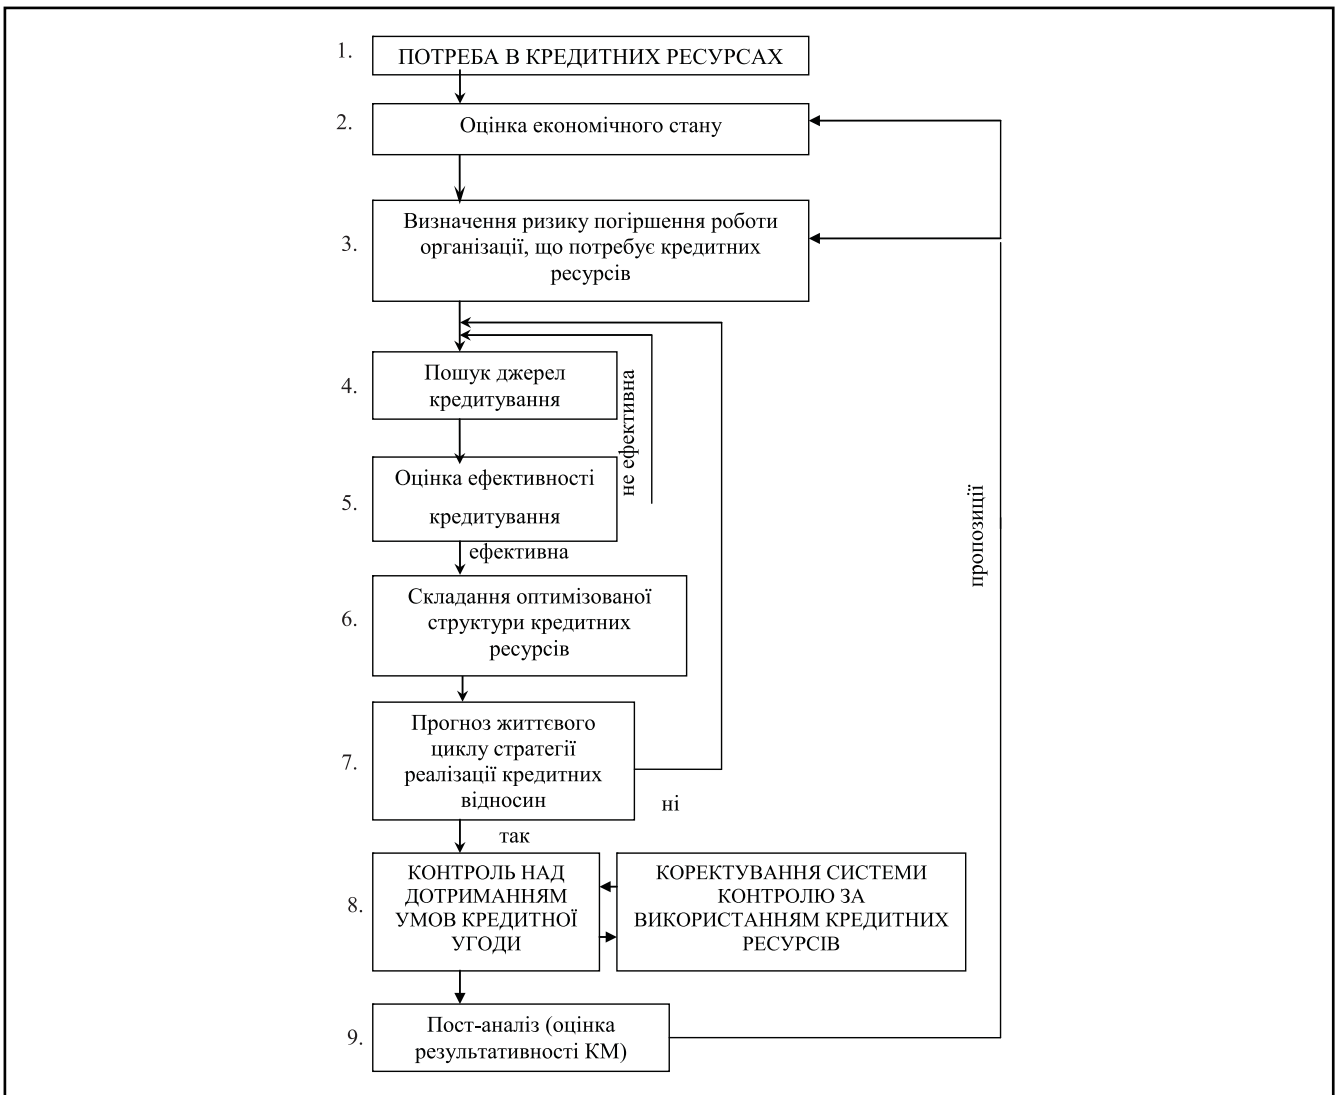 1.
ПОТРЕБА В КРЕДИТНИХ РЕСУРСАХ
2.
Оцінка економічного стану
3.
Визначення ризику погіршення роботи
організації, що потребує кредитних
ресурсів
4.
Пошук джерел
кредитування
не ефективна
5.
Оцінка ефективності
кредитування
ефективна
пропозиції
6.
Складання оптимізованої
структури кредитних
ресурсів
7.
Прогноз життєвого
циклу стратегії
реалізації кредитних
відносин
ні
так
8.
КОНТРОЛЬ НАД
ДОТРИМАННЯМ
УМОВ КРЕДИТНОЇ
УГОДИ
КОРЕКТУВАННЯ СИСТЕМИ
КОНТРОЛЮ ЗА
ВИКОРИСТАННЯМ КРЕДИТНИХ
РЕСУРСІВ
9.
Пост-аналіз (оцінка
результативності КМ)